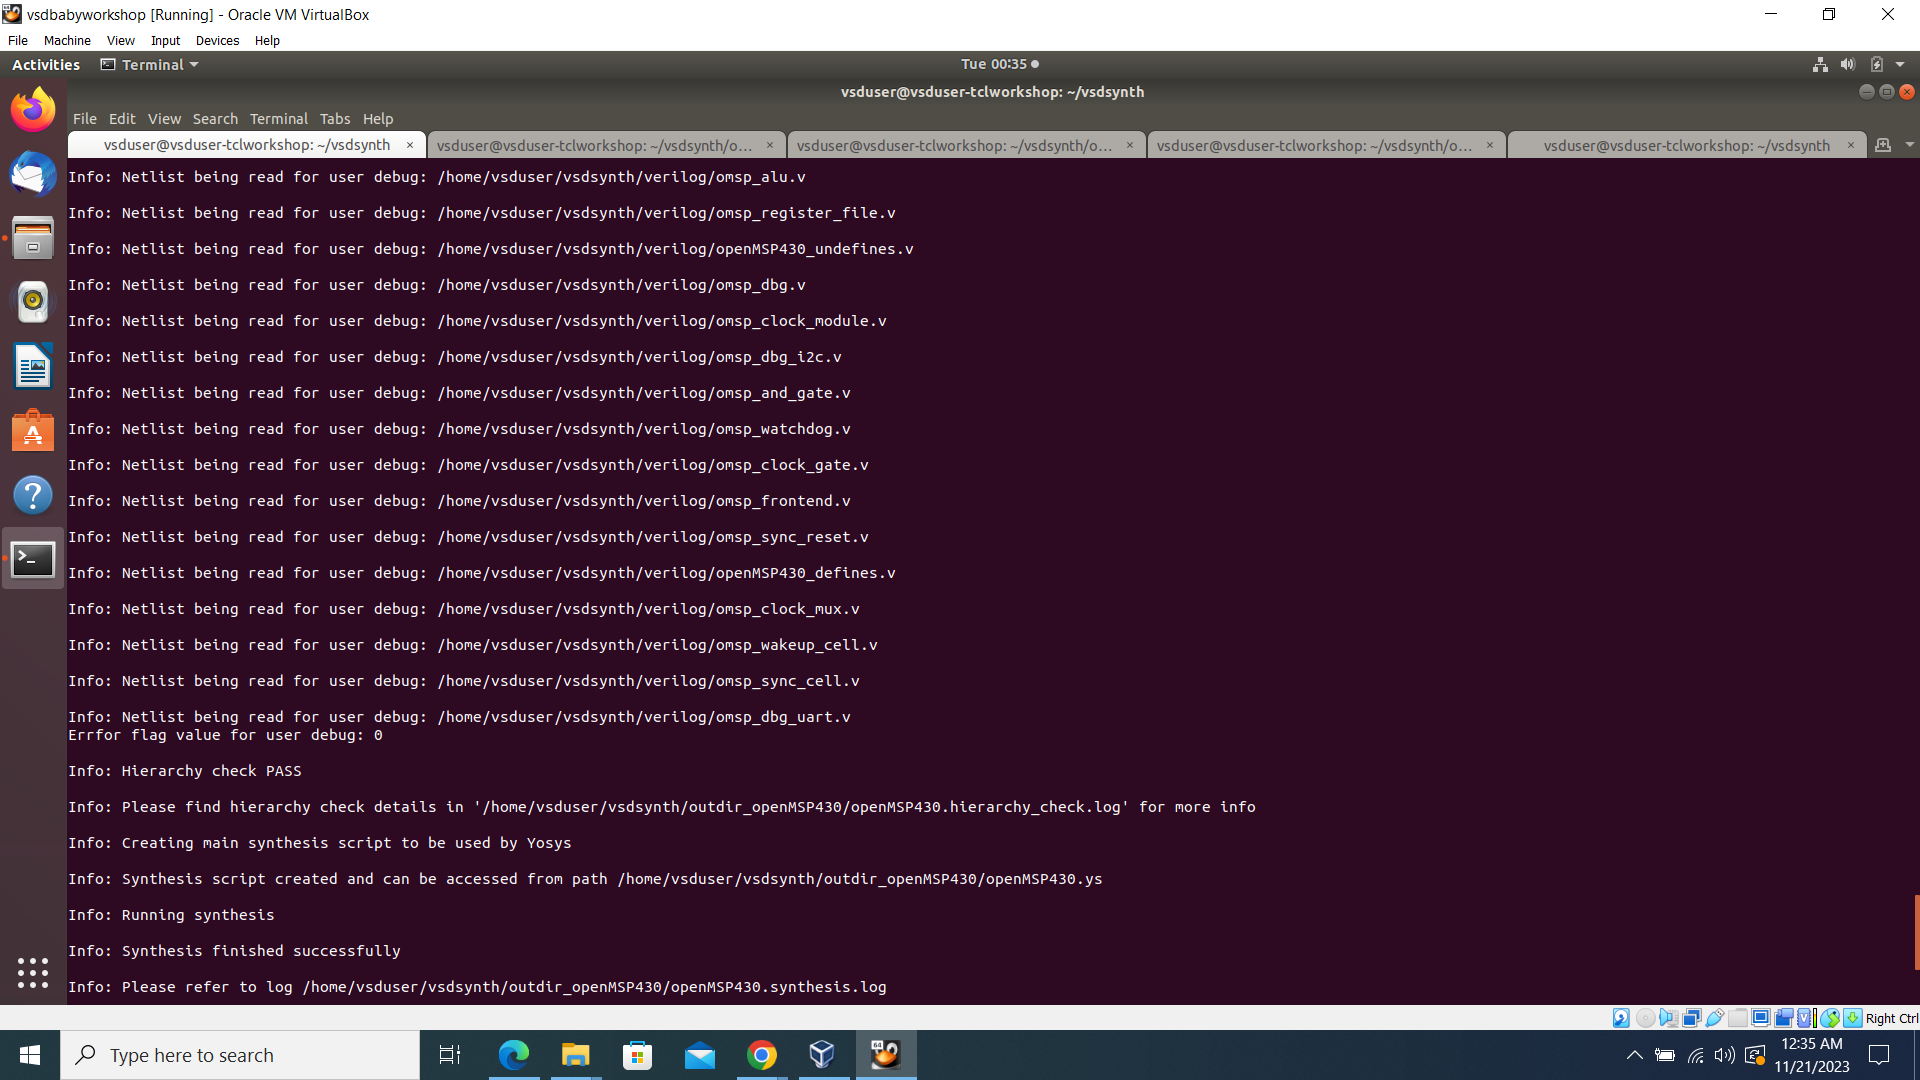 vsdbabyworkshop [Running] - Oracle VM VirtualBox
File Machine View Input Devices Help
Activities Terminal Tue 00:35
vsduser@vsduser-tclworkshop: ~/vsdsynth
File Edit View Search Terminal Tabs Help
vsduser@vsduser-tclworkshop: ~/vsdsynth × vsduser@vsduser-tclworkshop: ~/vsdsynth/o... × vsduser@vsduser-tclworkshop: ~/vsdsynth/o... × vsduser@vsduser-tclworkshop: ~/vsdsynth/o... × vsduser@vsduser-tclworkshop: ~/vsdsynth ×
Info: Netlist being read for user debug: /home/vsduser/vsdsynth/verilog/omsp_alu.v
Info: Netlist being read for user debug: /home/vsduser/vsdsynth/verilog/omsp_register_file.v
Info: Netlist being read for user debug: /home/vsduser/vsdsynth/verilog/openMSP430_undefines.v
Info: Netlist being read for user debug: /home/vsduser/vsdsynth/verilog/omsp_dbg.v
Info: Netlist being read for user debug: /home/vsduser/vsdsynth/verilog/omsp_clock_module.v
Info: Netlist being read for user debug: /home/vsduser/vsdsynth/verilog/omsp_dbg_i2c.v
Info: Netlist being read for user debug: /home/vsduser/vsdsynth/verilog/omsp_and_gate.v
Info: Netlist being read for user debug: /home/vsduser/vsdsynth/verilog/omsp_watchdog.v
Info: Netlist being read for user debug: /home/vsduser/vsdsynth/verilog/omsp_clock_gate.v
Info: Netlist being read for user debug: /home/vsduser/vsdsynth/verilog/omsp_frontend.v
Info: Netlist being read for user debug: /home/vsduser/vsdsynth/verilog/omsp_sync_reset.v
Info: Netlist being read for user debug: /home/vsduser/vsdsynth/verilog/openMSP430_defines.v
Info: Netlist being read for user debug: /home/vsduser/vsdsynth/verilog/omsp_clock_mux.v
Info: Netlist being read for user debug: /home/vsduser/vsdsynth/verilog/omsp_wakeup_cell.v
Info: Netlist being read for user debug: /home/vsduser/vsdsynth/verilog/omsp_sync_cell.v
Info: Netlist being read for user debug: /home/vsduser/vsdsynth/verilog/omsp_dbg_uart.v
Errfor flag value for user debug: 0
Info: Hierarchy check PASS
Info: Please find hierarchy check details in '/home/vsduser/vsdsynth/outdir_openMSP430/openMSP430.hierarchy_check.log' for more info
Info: Creating main synthesis script to be used by Yosys
Info: Synthesis script created and can be accessed from path /home/vsduser/vsdsynth/outdir_openMSP430/openMSP430.ys
Info: Running synthesis
Info: Synthesis finished successfully
Info: Please refer to log /home/vsduser/vsdsynth/outdir_openMSP430/openMSP430.synthesis.log
Right Ctrl
Type here to search
12:35 AM
11/21/2023